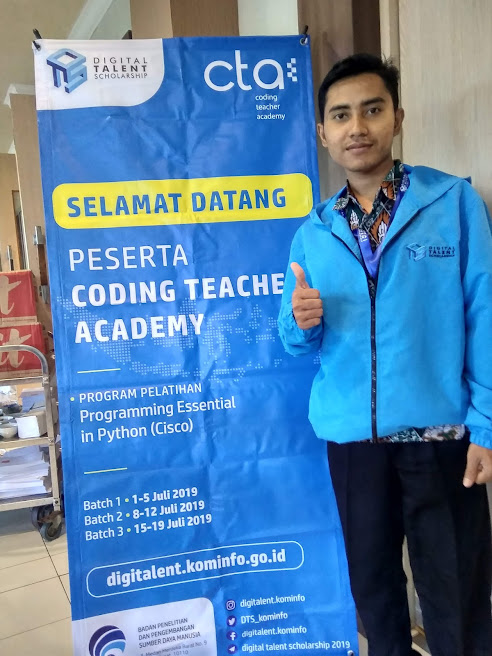 DIGITAL
TALENT
SCHOLARSHIP
cta
coding
teacher
academy
SELAMAT DATANG
PESERTA
CODING TEACHE
ACADEMY
• PROGRAM PELATIHAN
Programming Essential
in Python (Cisco)
Batch 1 • 1-5 Juli 2019
Batch 2 • 8-12 Juli 2019
Batch 3 • 15-19 Juli 2019
digitalent.kominfo.go.id
BADAN PENELITIAN
DAN PENGEMBANGAN
SUMBER DAYA MANUSIA
digitalent.kominfo
DTS_kominfo
digitalent.kominfo
digital talent scholarship 2019
DIGITAL
TALENT
SCHOLARSHIP